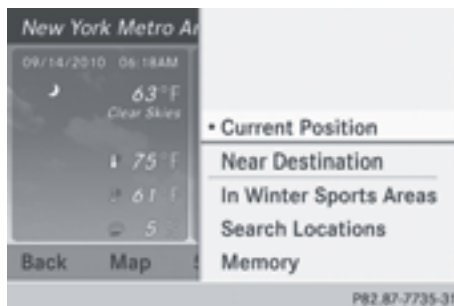 New York Metro Ar
09/14/2010 06:18AM
63°F
Clear Skies
75°F
61°F
5
Back Map
• Current Position
Near Destination
In Winter Sports Areas
Search Locations
Memory
P82.87-7735-31